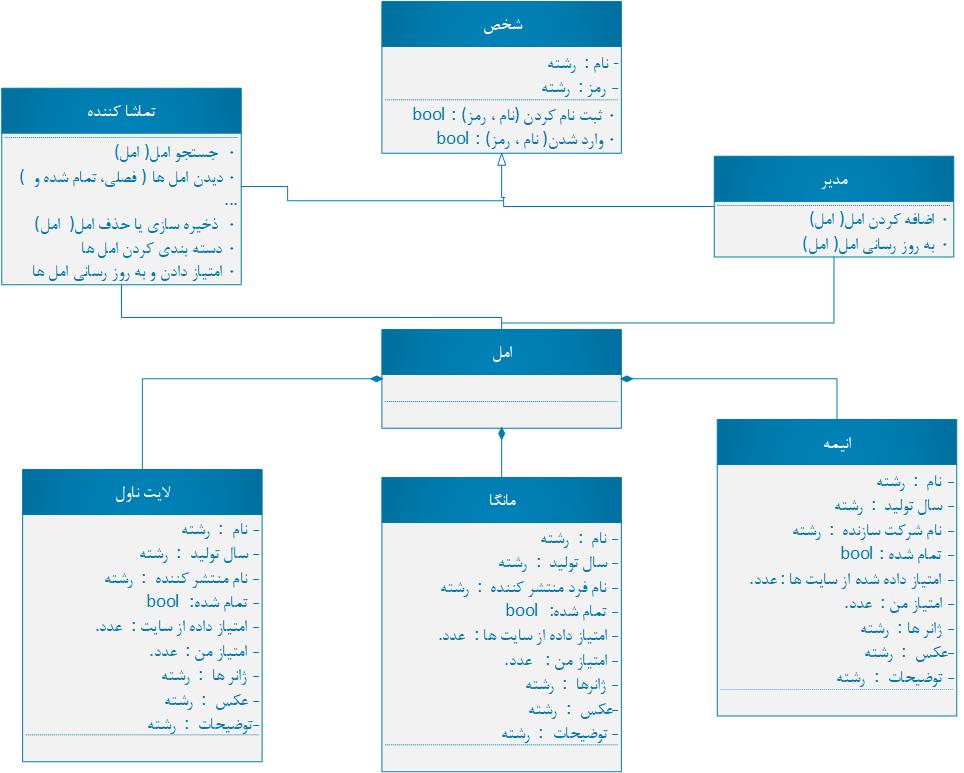 شخص
- نام : رشته
- رمز : رشته
· ثبت نام کردن (نام ، رمز) : bool
· وارد شدن( نام ، رمز) : bool
تماشا کننده
· جستجو امل( امل)
· دیدن امل ها ( فصلی، تمام شده و
... )
· ذخیره سازی یا حذف امل( امل)
· دسته بندی کردن امل ها
· امتیاز دادن و به روز رسانی امل ها
مدیر
· اضافه کردن امل( امل)
· به روز رسانی امل( امل)
امل
انیمه
- نام : رشته
- سال تولید : رشته
- نام شرکت سازنده : رشته
- تمام شده : bool
- امتیاز داده شده از سایت ها : عدد.
- امتیاز من : عدد.
- ژانر ها : رشته
-عکس : رشته
- توضیحات : رشته
مانگا
- نام : رشته
- سال تولید : رشته
- نام فرد منتشر کننده : رشته
- تمام شده: bool
- امتیاز داده از سایت ها : عدد.
- امتیاز من : عدد.
- ژانرها : رشته
-عکس : رشته
- توضیحات : رشته
لایت ناول
- نام : رشته
- سال تولید : رشته
- نام منتشر کننده : رشته
- تمام شده: bool
- امتیاز داده از سایت : عدد.
- امتیاز من : عدد.
- ژانر ها : رشته
- عکس : رشته
-توضیحات : رشته